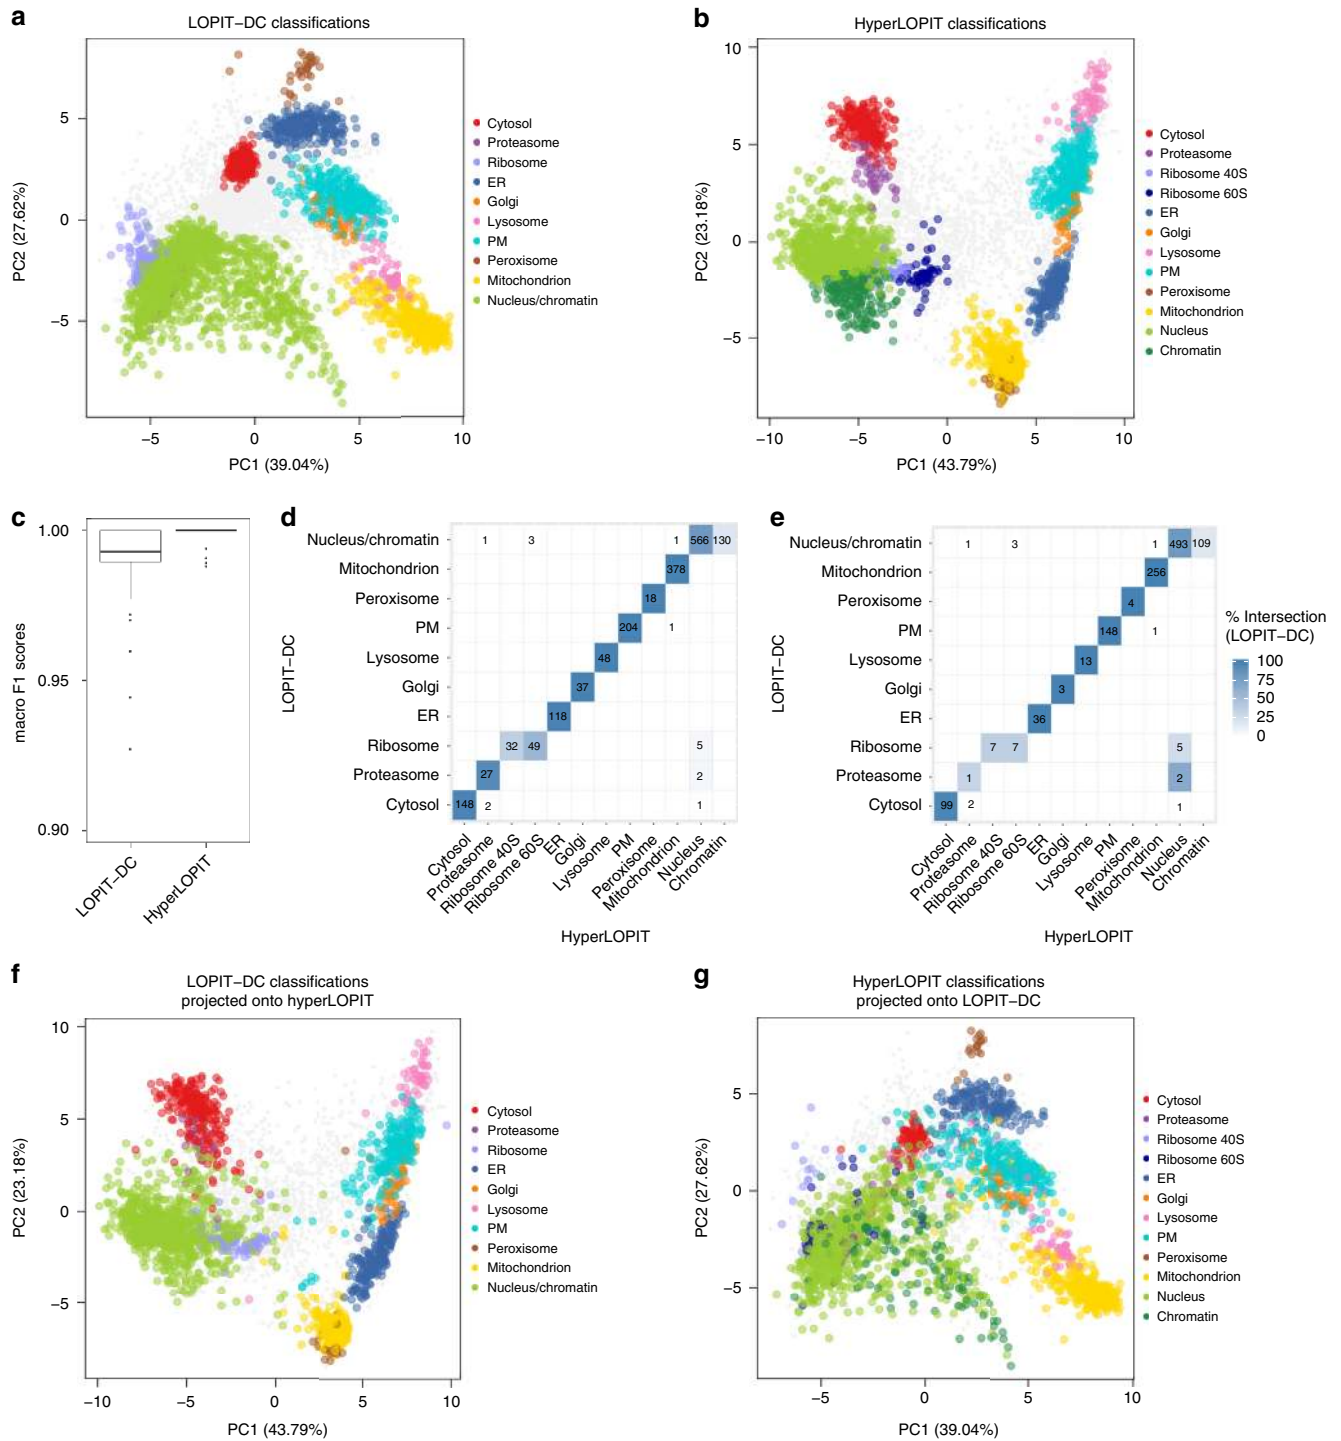 a
LOPIT–DC classifications
5
0
−5
−5
0
5
10
PC2 (27.62%)
PC1 (39.04%)
Cytosol
Proteasome
Ribosome
ER
Golgi
Lysosome
PM
Peroxisome
Mitochondrion
Nucleus/chromatin
b
HyperLOPIT classifications
10
5
0
−5
−10
−5
0
5
10
PC2 (23.18%)
PC1 (43.79%)
Cytosol
Proteasome
Ribosome 40S
Ribosome 60S
ER
Golgi
Lysosome
PM
Peroxisome
Mitochondrion
Nucleus
Chromatin
c
1.00
0.95
0.90
macro F1 scores
LOPIT–DC
HyperLOPIT
d
LOPIT–DC
Nucleus/chromatin 1 3 1 566 130
Mitochondrion 378
Peroxisome 18
PM 204 1
Lysosome 48
Golgi 37
ER 118
Ribosome 32 49 5
Proteasome 27 2
Cytosol 148 2 1
Cytosol
Proteasome
Ribosome 40S
Ribosome 60S
ER
Golgi
Lysosome
PM
Peroxisome
Mitochondrion
Nucleus
Chromatin
HyperLOPIT
e
LOPIT–DC
Nucleus/chromatin 1 3 1 493 109
Mitochondrion 256
Peroxisome 4
PM 148 1
Lysosome 13
Golgi 3
ER 36
Ribosome 7 7 5
Proteasome 1 2
Cytosol 99 2 1
Cytosol
Proteasome
Ribosome 40S
Ribosome 60S
ER
Golgi
Lysosome
PM
Peroxisome
Mitochondrion
Nucleus
Chromatin
HyperLOPIT
% Intersection
(LOPIT–DC)
100
75
50
25
0
f
LOPIT–DC classifications
projected onto hyperLOPIT
10
5
0
−5
−10
−5
0
5
10
PC2 (23.18%)
PC1 (43.79%)
Cytosol
Proteasome
Ribosome
ER
Golgi
Lysosome
PM
Peroxisome
Mitochondrion
Nucleus/chromatin
g
HyperLOPIT classifications
projected onto LOPIT–DC
5
0
−5
−5
0
5
10
PC2 (27.62%)
PC1 (39.04%)
Cytosol
Proteasome
Ribosome 40S
Ribosome 60S
ER
Golgi
Lysosome
PM
Peroxisome
Mitochondrion
Nucleus
Chromatin